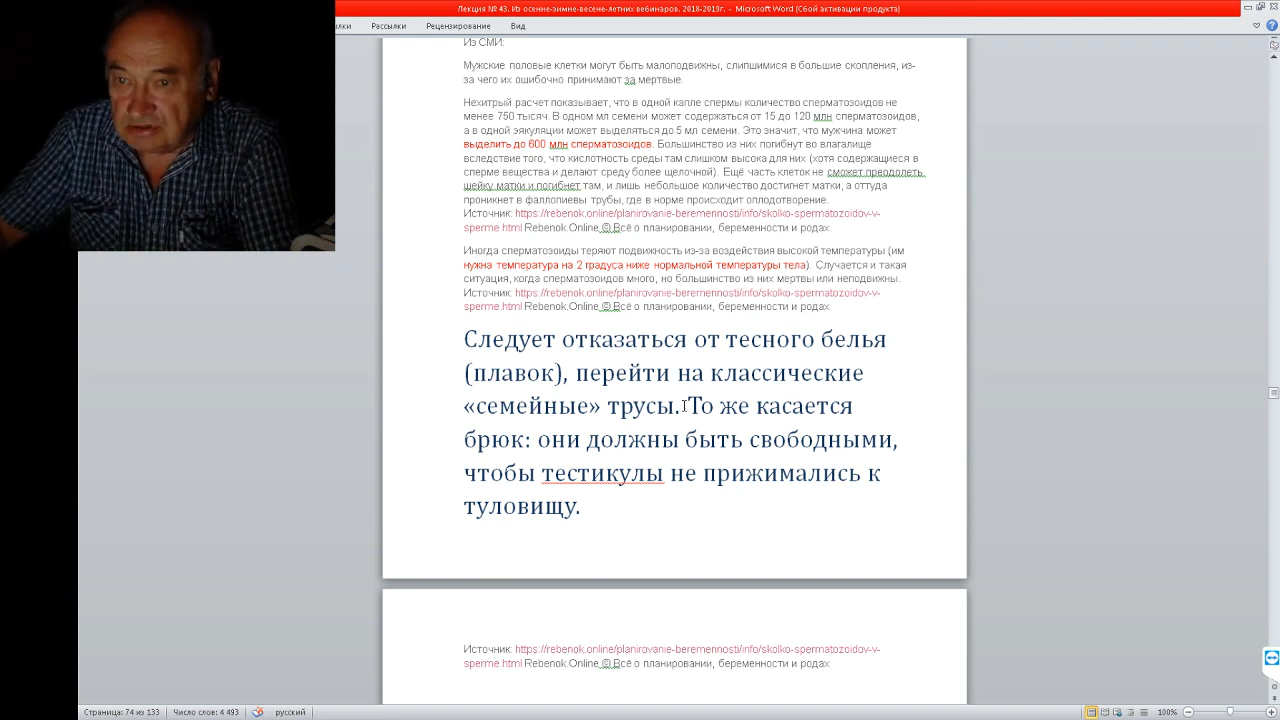 Лекция № 43. Из осенне-зимне-весене-летних вебинаров. 2018-2019г. - Microsoft Word (Сбой активации продукта)
Рассылки Рецензирование Вид
Из СМИ:
Мужские половые клетки могут быть малоподвижны, слипшимися в большие скопления, из-
за чего их ошибочно принимают за мертвые.
Нехитрый расчет показывает, что в одной капле спермы количество сперматозоидов не
менее 750 тысяч. В одном мл семени может содержаться от 15 до 120 млн сперматозоидов,
а в одной эякуляции может выделяться до 5 мл семени. Это значит, что мужчина может
выделить до 600 млн сперматозоидов. Большинство из них погибнут во влагалище
вследствие того, что кислотность среды там слишком высока для них (хотя содержащиеся в
сперме вещества и делают среду более щелочной). Ещё часть клеток не сможет преодолеть
шейку матки и погибнет там, и лишь небольшое количество достигнет матки, а оттуда
проникнет в фаллопиевы трубы, где в норме происходит оплодотворение.
Источник: https://rebenok.online/planirovanie-beremennosti/info/skolko-spermatozoidov-v-
sperme.html Rebenok.Online © Всё о планировании, беременности и родах
Иногда сперматозоиды теряют подвижность из-за воздействия высокой температуры (им
нужна температура на 2 градуса ниже нормальной температуры тела). Случается и такая
ситуация, когда сперматозоидов много, но большинство из них мертвы или неподвижны.
Источник: https://rebenok.online/planirovanie-beremennosti/info/skolko-spermatozoidov-v-
sperme.html Rebenok.Online © Всё о планировании, беременности и родах
Следует отказаться от тесного белья
(плавок), перейти на классические
«семейные» трусы. То же касается
брюк: они должны быть свободными,
чтобы тестикулы не прижимались к
туловищу.
Источник: https://rebenok.online/planirovanie-beremennosti/info/skolko-spermatozoidov-v-
sperme.html Rebenok.Online © Всё о планировании, беременности и родах
Страница: 74 из 133 Число слов: 4 493 русский 100%